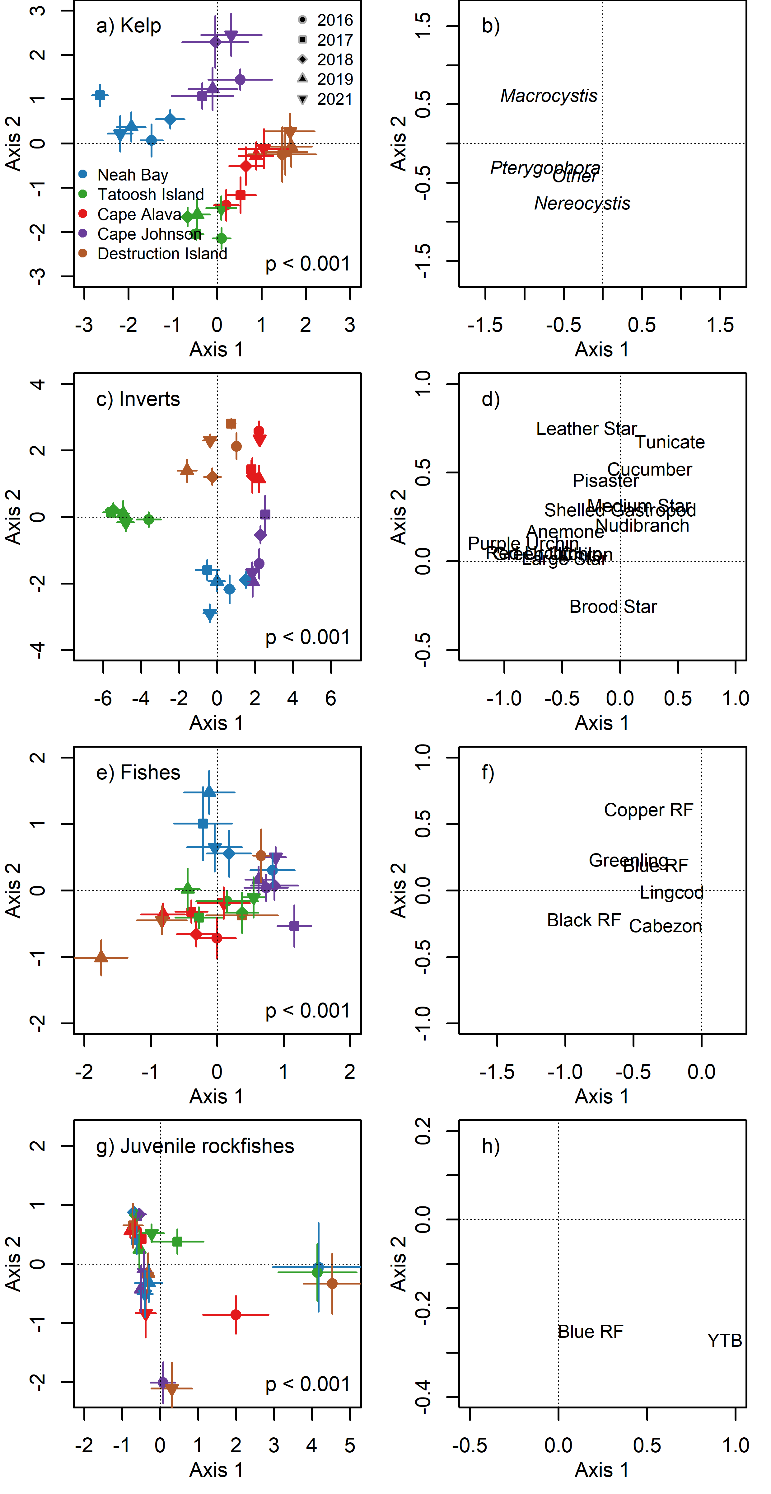 a) Kelp
2016
2017
2018
2019
2021
Neah Bay
Tatoosh Island
Cape Alava
Cape Johnson
Destruction Island
p < 0.001
Axis 2
3
2
1
0
-1
-2
-3
-3 -2 -1 0 1 2 3
Axis 1
b)
Macrocystis
Pterygophora
Other
Nereocystis
Axis 2
1.5
0.5
-0.5
-1.5
-1.5 -0.5 0.5 1.5
Axis 1
c) Inverts
p < 0.001
Axis 2
4
2
0
-2
-4
-6 -4 -2 0 2 4 6
Axis 1
d)
Leather Star
Tunicate
Cucumber
Pisaster
Medium Star
Shelled Gastropod
Nudibranch
Anemone
Purple Urchin
Large Star
Brood Star
Axis 2
1.0
0.5
0.0
-0.5
-1.0 -0.5 0.0 0.5 1.0
Axis 1
e) Fishes
p < 0.001
Axis 2
2
1
0
-1
-2
-2 -1 0 1 2
Axis 1
f)
Copper RF
Greenling
Blue RF
Lingcod
Black RF
Cabezon
Axis 2
1.0
0.5
0.0
-0.5
-1.0
-1.5 -1.0 -0.5 0.0
Axis 1
g) Juvenile rockfishes
p < 0.001
Axis 2
2
1
0
-1
-2
-2 -1 0 1 2 3 4 5
Axis 1
h)
Blue RF
YTB
Axis 2
0.2
0.0
-0.2
-0.4
-0.5 0.0 0.5 1.0
Axis 1